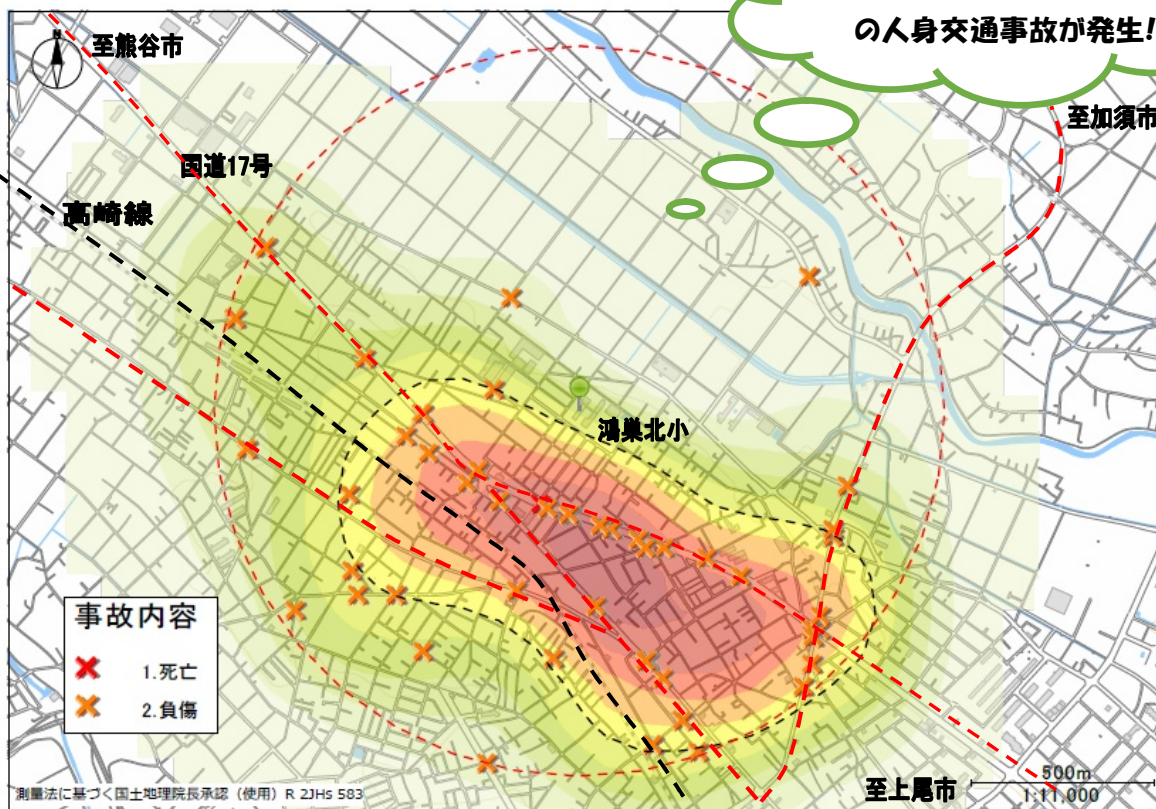 の人身交通事故が発生!
N
至熊谷市
至加須市
国道17号
高崎線
鴻巣北小
事故内容
1.死亡
2.負傷
至上尾市
500m
1:11,000
測量法に基づく国土地理院長承認（使用）R 2JHs 583